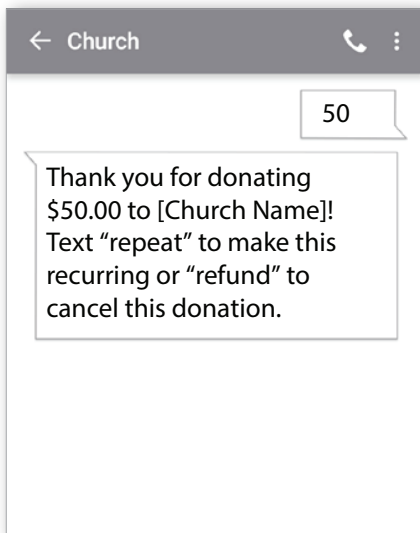 Church
50
Thank you for donating
$50.00 to [Church Name]!
Text “repeat” to make this
recurring or “refund” to
cancel this donation.